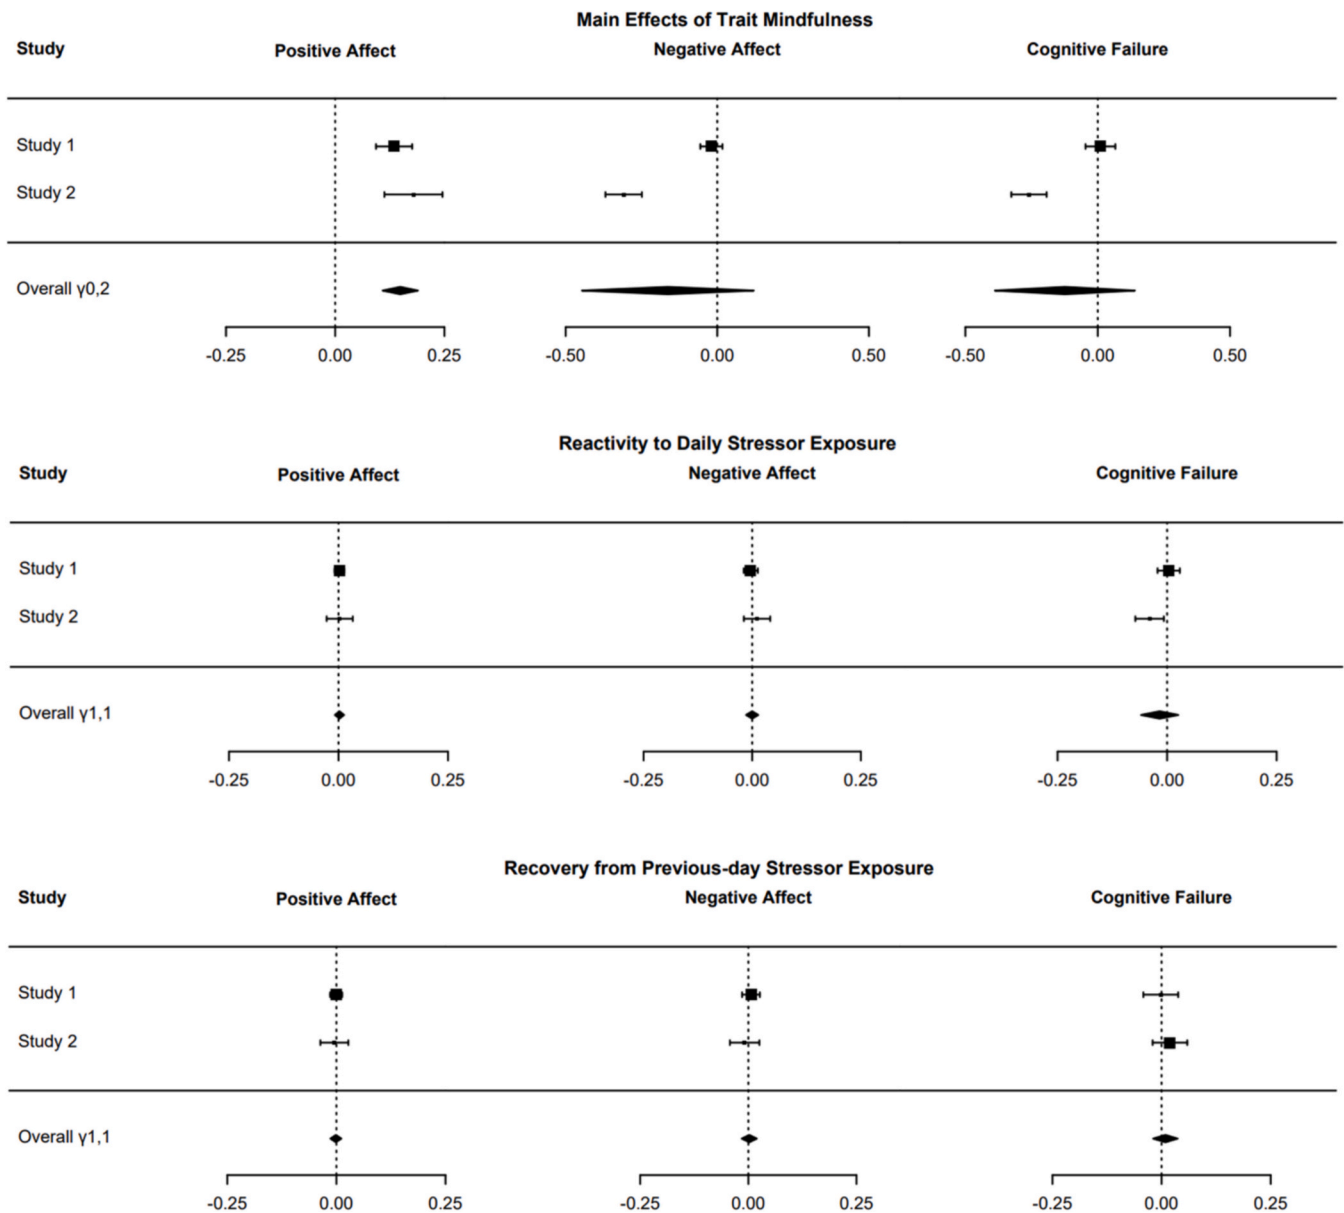 Main Effects of Trait Mindfulness
Study Positive Affect Negative Affect Cognitive Failure
Study 1
Study 2
Overall γ0,2
-0.25 0.00 0.25 -0.50 0.00 0.50 -0.50 0.00 0.50
Reactivity to Daily Stressor Exposure
Study Positive Affect Negative Affect Cognitive Failure
Study 1
Study 2
Overall γ1,1
-0.25 0.00 0.25 -0.25 0.00 0.25 -0.25 0.00 0.25
Recovery from Previous-day Stressor Exposure
Study Positive Affect Negative Affect Cognitive Failure
Study 1
Study 2
Overall γ1,1
-0.25 0.00 0.25 -0.25 0.00 0.25 -0.25 0.00 0.25